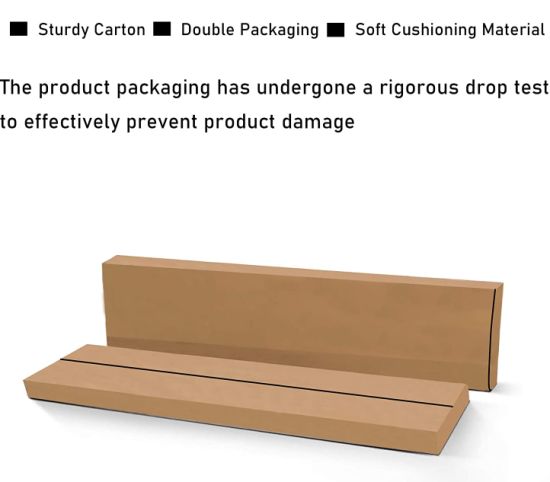 Sturdy Carton Double Packaging Soft Cushioning Material
The product packaging has undergone a rigorous drop test
to effectively prevent product damage